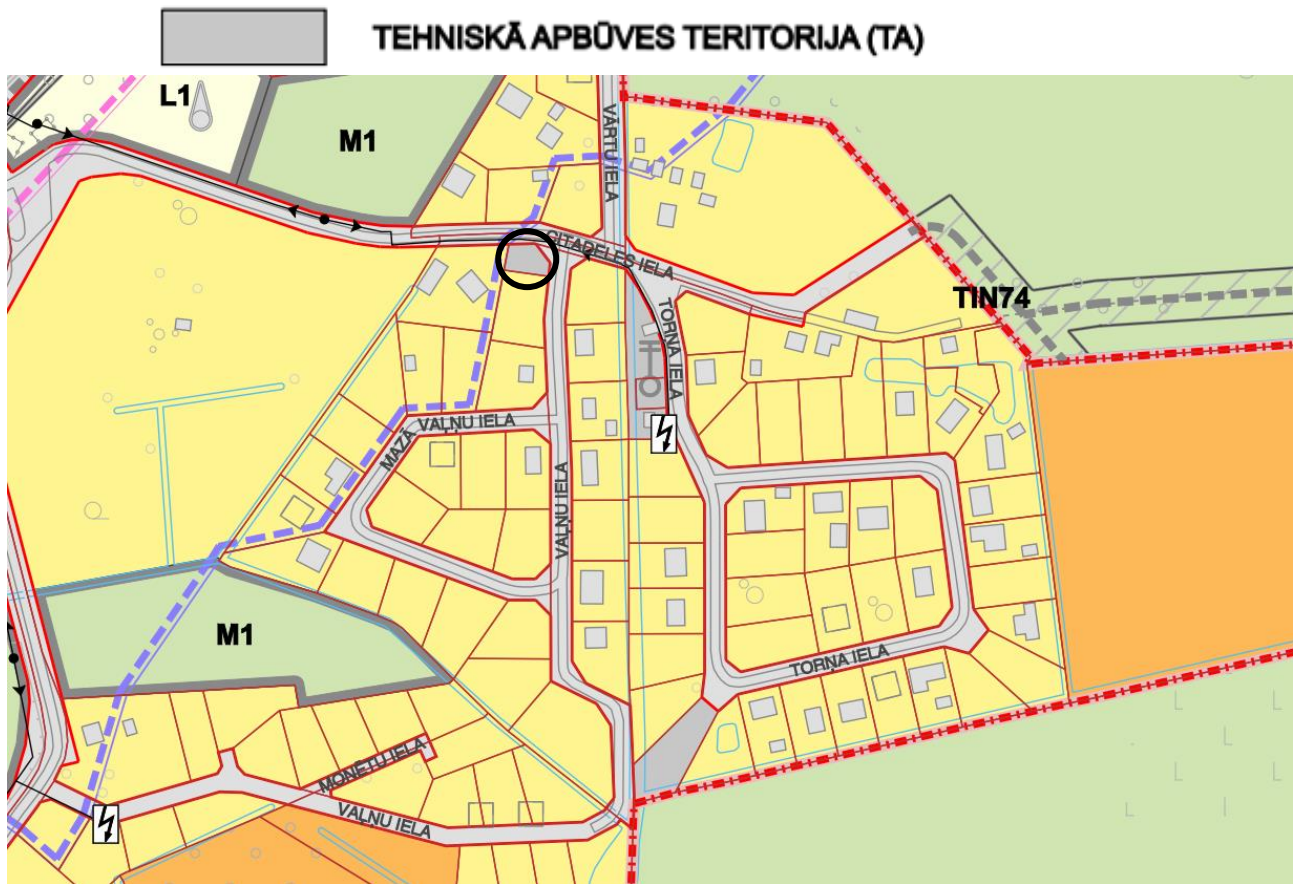 TEHNISKĀ APBŪVES TERITORIJA (TA)
L1
M1
VĀRTU IELA
CITADELES IELA
TIN74
TORŅA IELA
MAZĀ VAĻŅU IELA
VAĻŅU IELA
M1
TORŅA IELA
MONĒTU IELA
VAĻŅU IELA
L
L
L
L
L